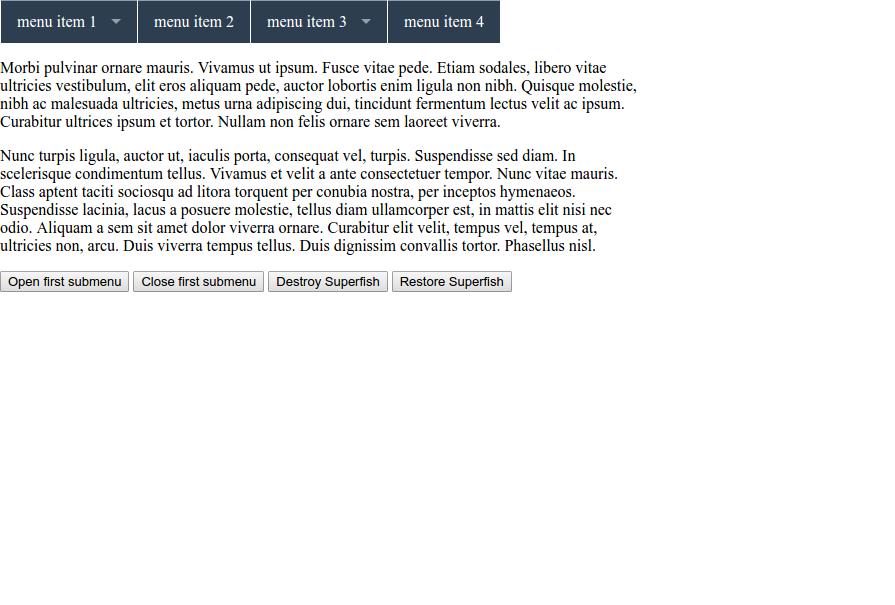 menu item 1 menu item 2 menu item 3 menu item 4
Morbi pulvinar ornare mauris. Vivamus ut ipsum. Fusce vitae pede. Etiam sodales, libero vitae
ultricies vestibulum, elit eros aliquam pede, auctor lobortis enim ligula non nibh. Quisque molestie,
nibh ac malesuada ultricies, metus urna adipiscing dui, tincidunt fermentum lectus velit ac ipsum.
Curabitur ultrices ipsum et tortor. Nullam non felis ornare sem laoreet viverra.
Nunc turpis ligula, auctor ut, iaculis porta, consequat vel, turpis. Suspendisse sed diam. In
scelerisque condimentum tellus. Vivamus et velit a ante consectetuer tempor. Nunc vitae mauris.
Class aptent taciti sociosqu ad litora torquent per conubia nostra, per inceptos hymenaeos.
Suspendisse lacinia, lacus a posuere molestie, tellus diam ullamcorper est, in mattis elit nisi nec
odio. Aliquam a sem sit amet dolor viverra ornare. Curabitur elit velit, tempus vel, tempus at,
ultricies non, arcu. Duis viverra tempus tellus. Duis dignissim convallis tortor. Phasellus nisl.
Open first submenu Close first submenu Destroy Superfish Restore Superfish